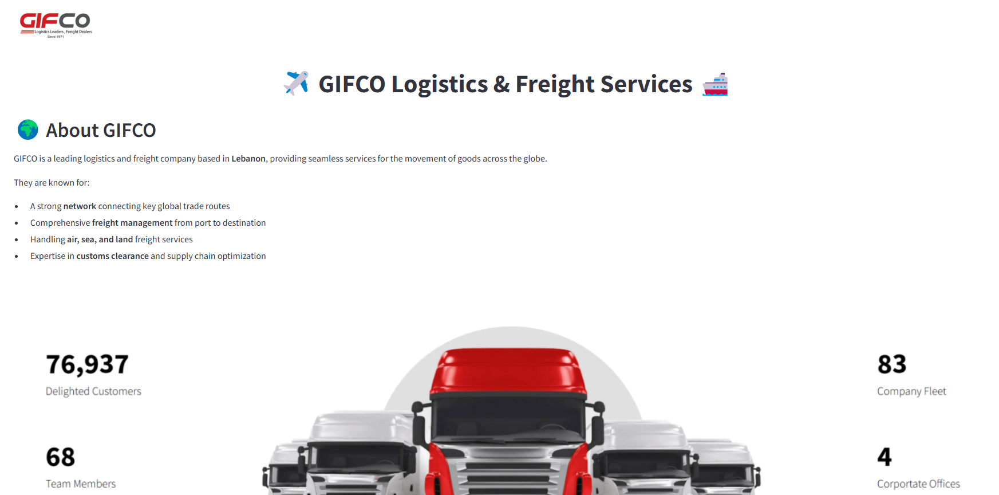 GIFCO
Logistics Leaders , Freight Dealers
Since 1971
GIFCO Logistics & Freight Services
About GIFCO
GIFCO is a leading logistics and freight company based in Lebanon, providing seamless services for the movement of goods across the globe.
They are known for:
• A strong network connecting key global trade routes
• Comprehensive freight management from port to destination
• Handling air, sea, and land freight services
• Expertise in customs clearance and supply chain optimization
76,937
Delighted Customers
83
Company Fleet
68
Team Members
4
Corportate Offices